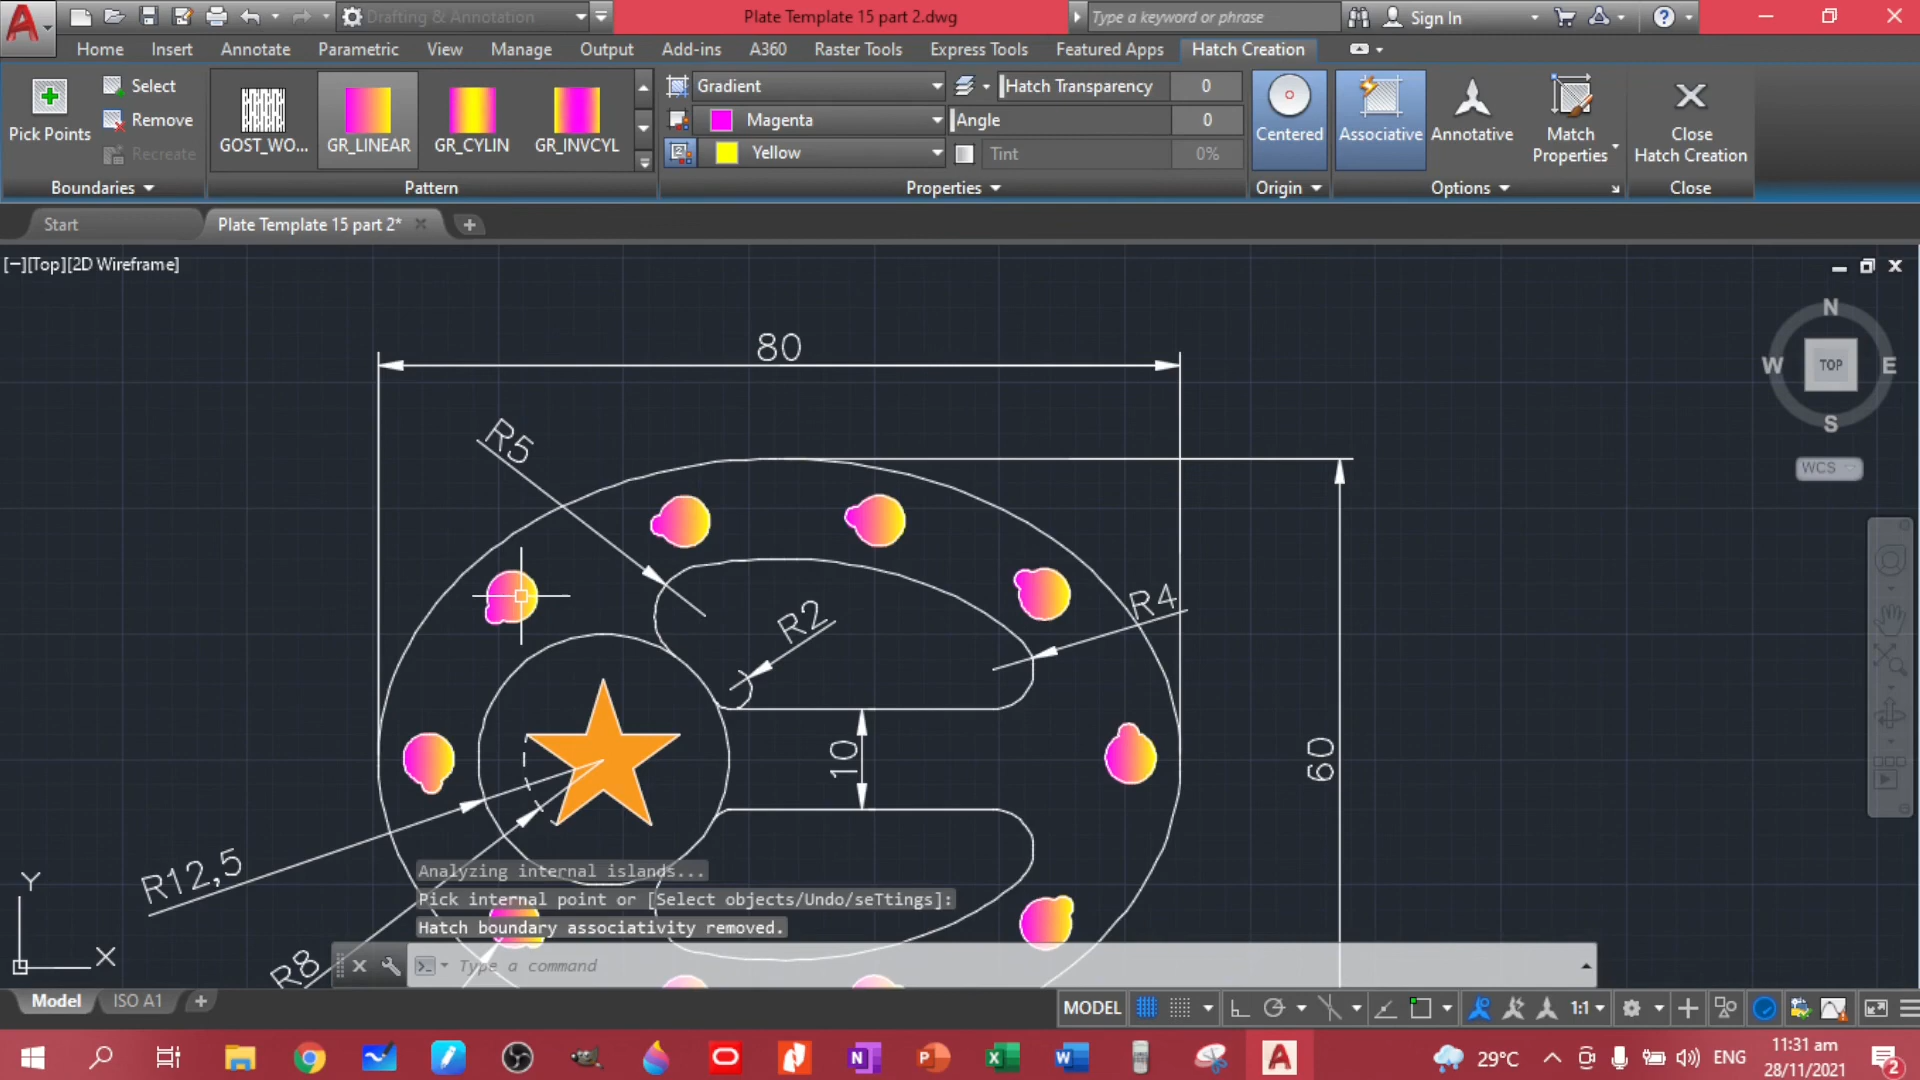 Drafting & Annotation
Plate Template 15 part 2.dwg
Type a keyword or phrase
Sign In
Home Insert Annotate Parametric View Manage Output Add-ins A360 Raster Tools Express Tools Featured Apps Hatch Creation
Pick Points
Select
Remove
Recreate
Boundaries
GOST_WO...
GR_LINEAR
GR_CYLIN
GR_INVCYL
Pattern
Gradient
Magenta
Yellow
Hatch Transparency 0
Angle 0
Tint 0%
Properties
Centered
Origin
Associative
Annotative
Match
Properties
Options
Close
Hatch Creation
Close
Start
Plate Template 15 part 2*
[−][Top][2D Wireframe]
N
W
TOP
E
S
WCS
80
R5
R2
R4
10
60
R12,5
R8
Y
X
Analyzing internal islands...
Pick internal point or [Select objects/Undo/seTtings]:
Hatch boundary associativity removed.
Type a command
Model
ISO A1
MODEL
1:1
29°C
ENG
11:31 am
28/11/2021
2